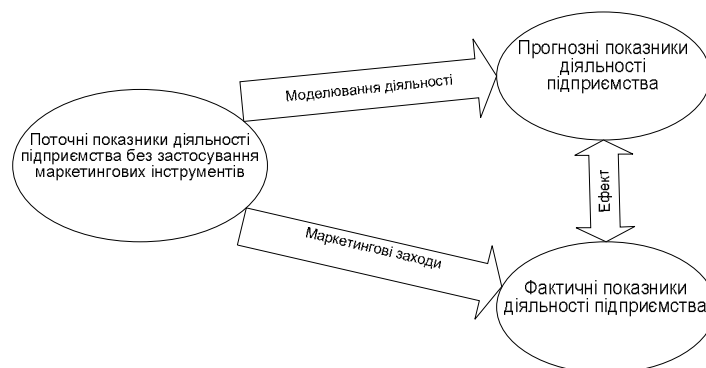 Прогнозні показники
діяльності
підприємства
Моделювання діяльності
Поточні показники діяльності
підприємства без застосування
маркетингових інструментів
Ефект
Маркетингові заходи
Фактичні показники
діяльності підприємства